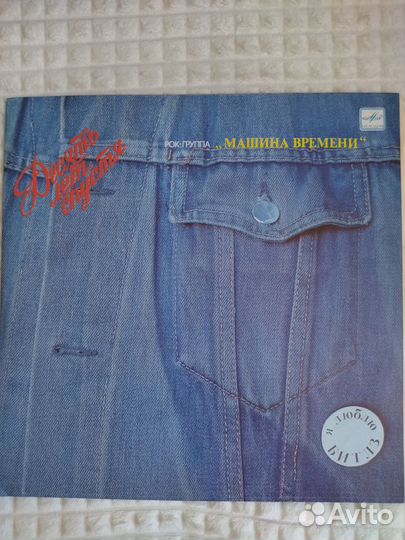 Десять
лет
спустя
РОК-ГРУППА „МАШИНА ВРЕМЕНИ“
Я ЛЮБЛЮ
БИТЛЗ
Avito